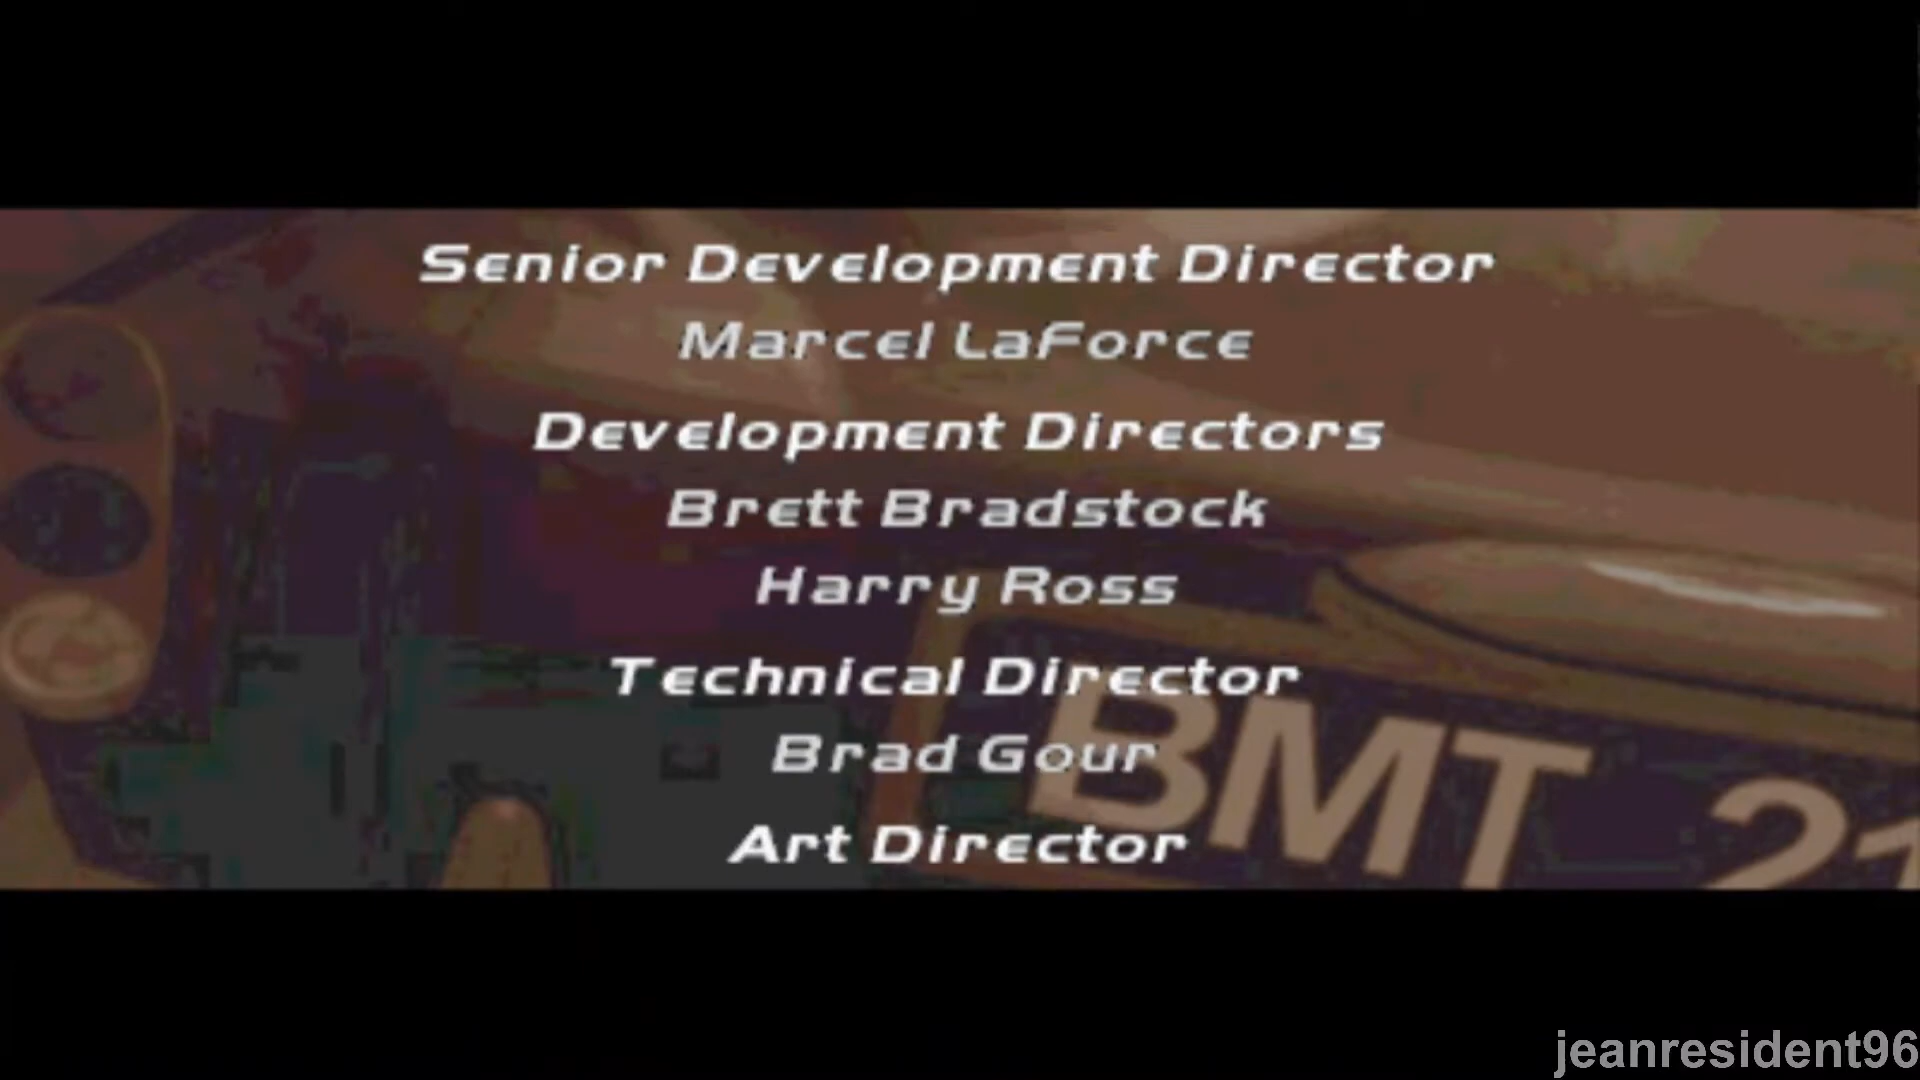 Senior Development Director
Marcel LaForce
Development Directors
Brett Bradstock
Harry Ross
Technical Director
Brad Gour
Art Director
BMT 21
jeanresident96